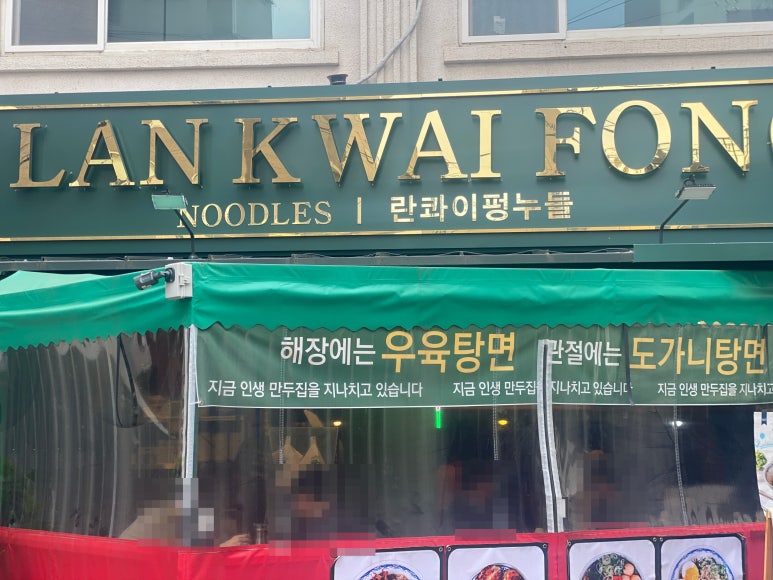 LAN KWAI FON
NOODLES | 란콰이펑누들
해장에는 우육탕면
관절에는 도가니탕면
지금 인생 만두집을 지나치고 있습니다
지금 인생 만두집을 지나치고 있습니다
지금 인생 만두집을 지나치고